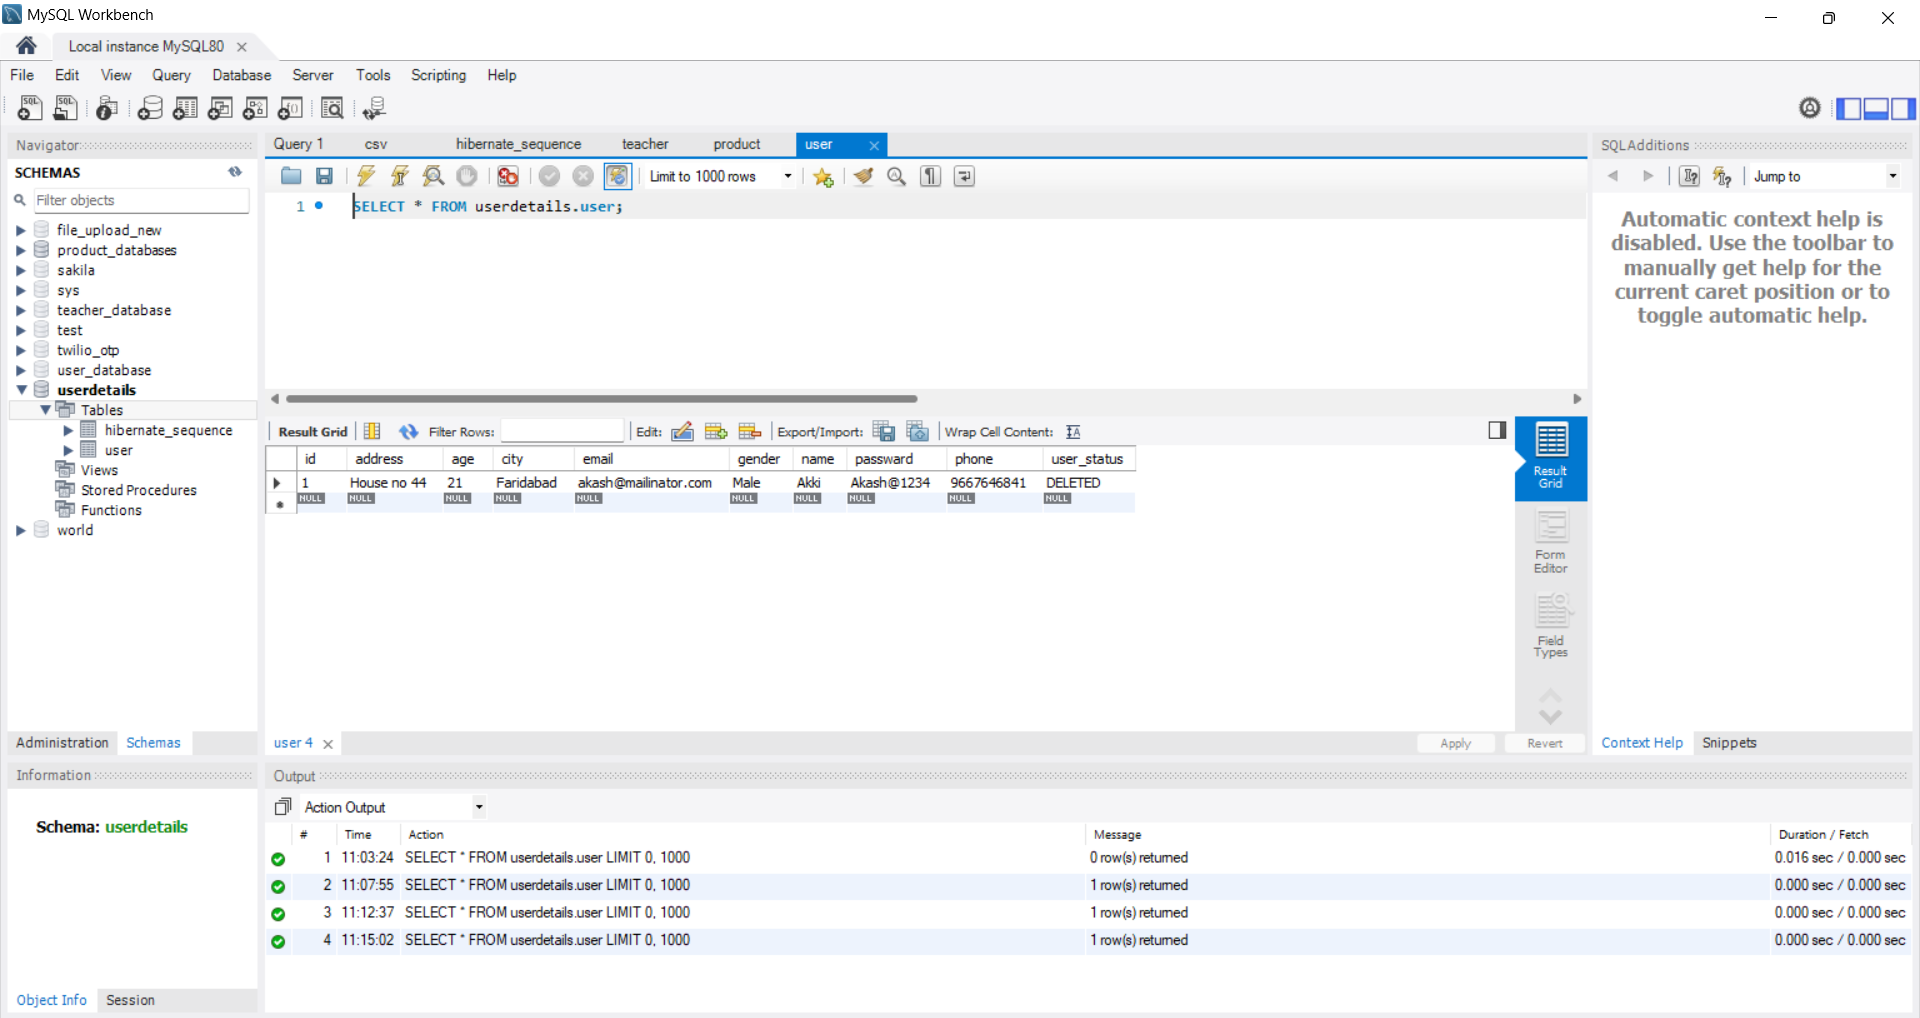 MySQL Workbench
Local instance MySQL80
File Edit View Query Database Server Tools Scripting Help
Navigator
SCHEMAS
Filter objects
file_upload_new
product_databases
sakila
sys
teacher_database
test
twilio_otp
user_database
userdetails
Tables
hibernate_sequence
user
Views
Stored Procedures
Functions
world
Administration Schemas
Information
Schema: userdetails
Object Info Session
Query 1 csv hibernate_sequence teacher product user
Limit to 1000 rows
1 SELECT * FROM userdetails.user;
Result Grid Filter Rows: Edit: Export/Import: Wrap Cell Content:
id address age city email gender name passward phone user_status
1 House no 44 21 Faridabad akash@mailinator.com Male Akki Akash@1234 9667646841 DELETED
NULL NULL NULL NULL NULL NULL NULL NULL NULL NULL
Result
Grid
Form
Editor
Field
Types
user 4 Apply Revert
SQLAdditions
Jump to
Automatic context help is
disabled. Use the toolbar to
manually get help for the
current caret position or to
toggle automatic help.
Context Help Snippets
Output
Action Output
# Time Action Message Duration / Fetch
1 11:03:24 SELECT * FROM userdetails.user LIMIT 0, 1000 0 row(s) returned 0.016 sec / 0.000 sec
2 11:07:55 SELECT * FROM userdetails.user LIMIT 0, 1000 1 row(s) returned 0.000 sec / 0.000 sec
3 11:12:37 SELECT * FROM userdetails.user LIMIT 0, 1000 1 row(s) returned 0.000 sec / 0.000 sec
4 11:15:02 SELECT * FROM userdetails.user LIMIT 0, 1000 1 row(s) returned 0.000 sec / 0.000 sec